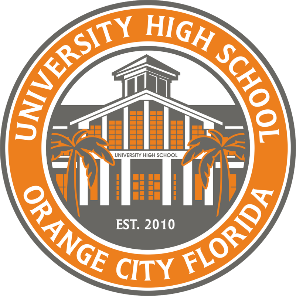 UNIVERSITY HIGH SCHOOL
UNIVERSITY HIGH SCHOOL
EST. 2010
ORANGE CITY FLORIDA